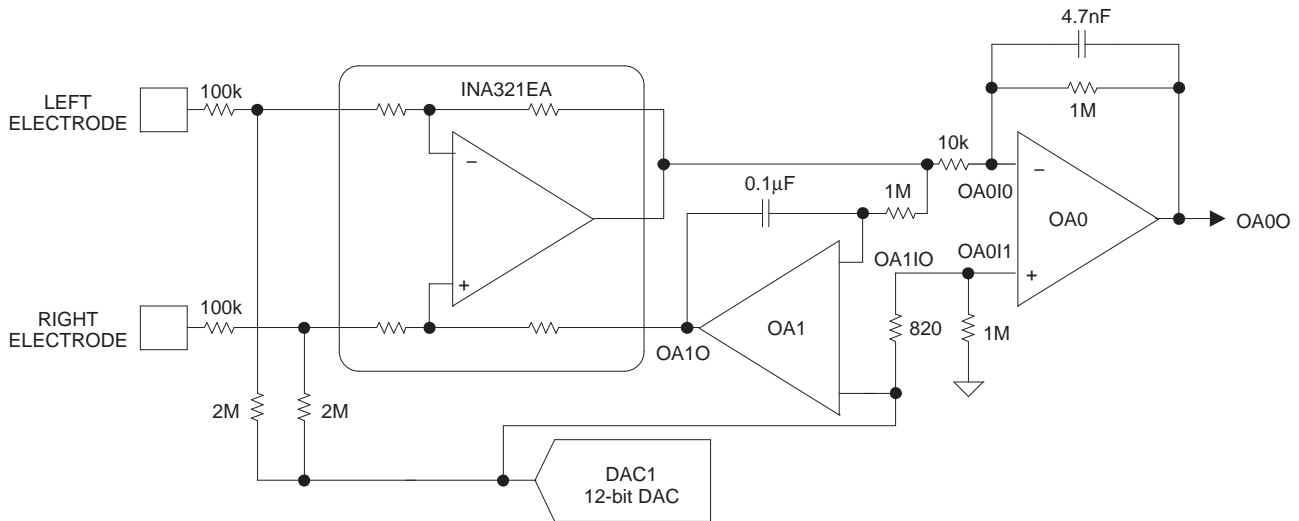 4.7nF
INA321EA
100k
LEFT
ELECTRODE
1M
10k
−
−
0.1μF
1M
OA0I0
OA0
OA0O
OA1IO
OA0I1
+
+
100k
RIGHT
ELECTRODE
OA1
820
1M
OA1O
2M
2M
DAC1
12-bit DAC